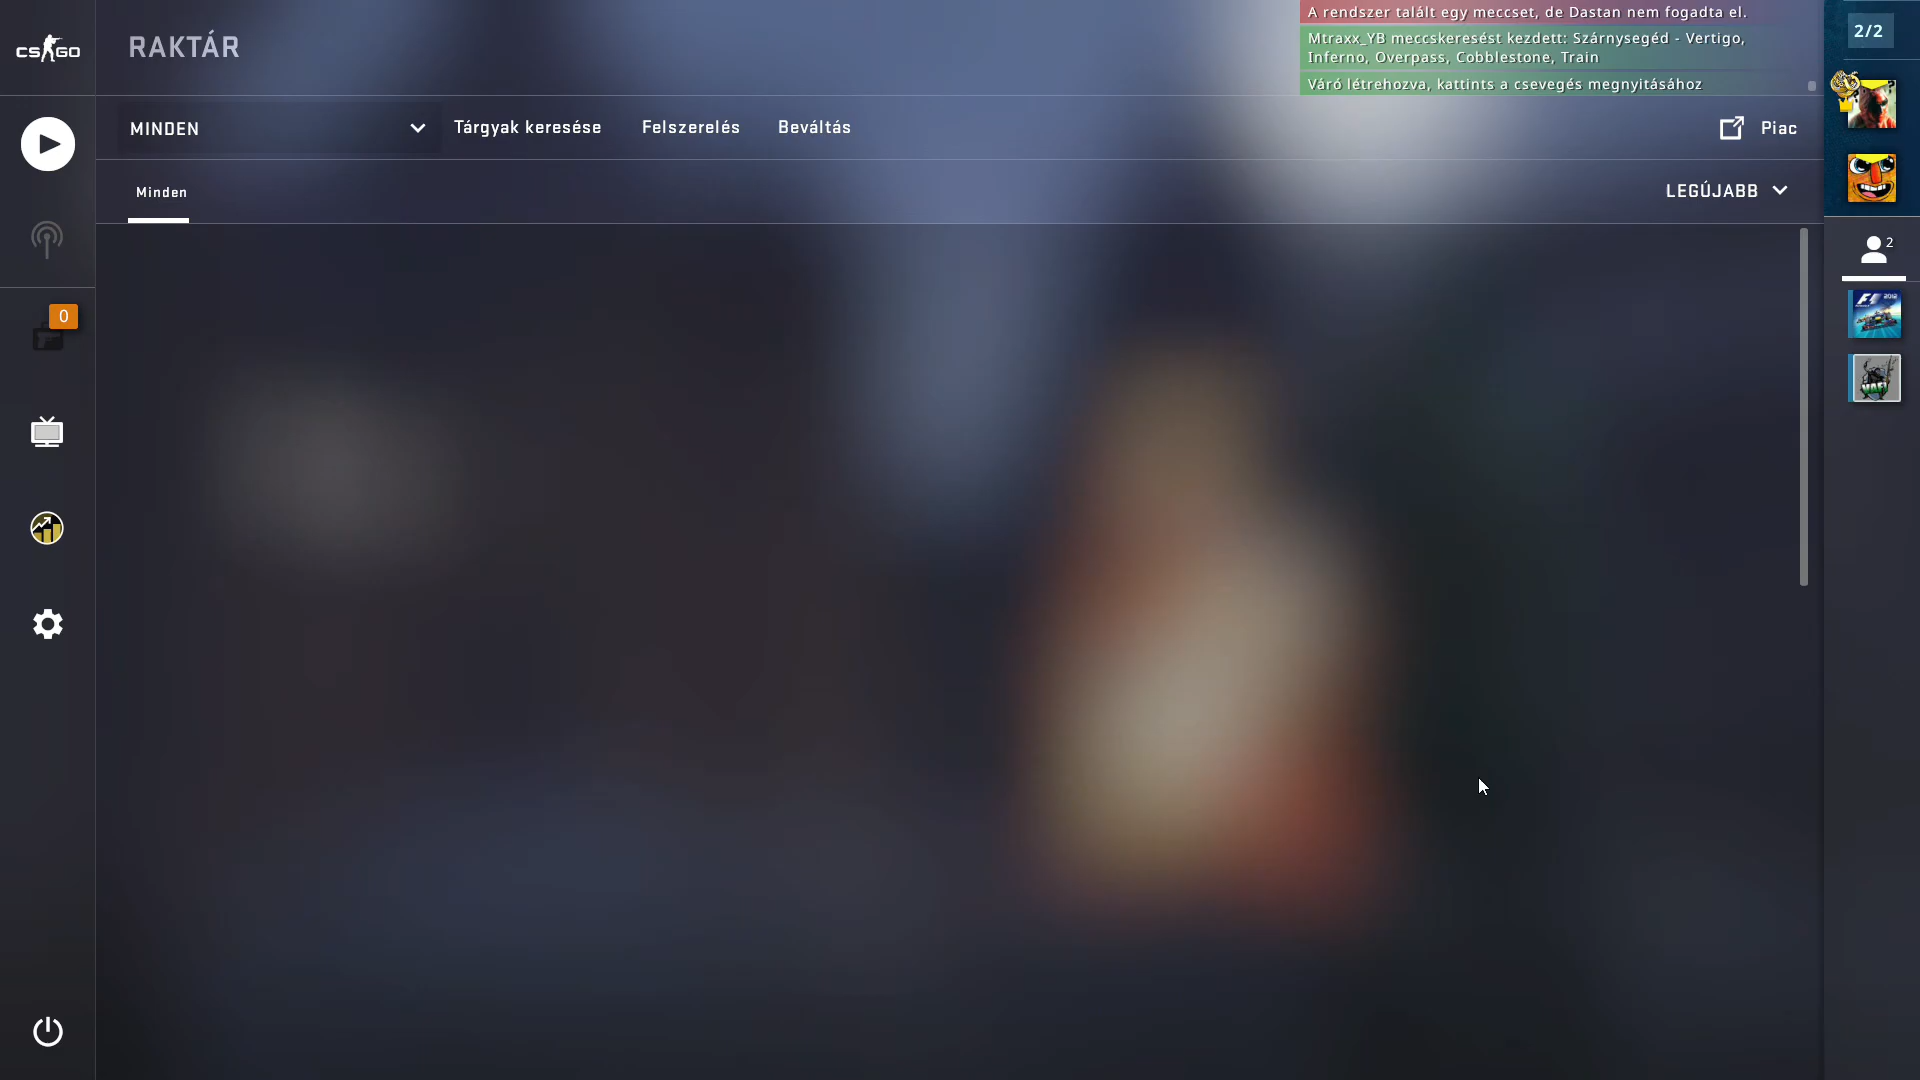 CS GO
RAKTÁR
A rendszer talált egy meccset, de Dastan nem fogadta el.
Mtraxx_YB meccskeresést kezdett: Szárnysegéd - Vertigo,
Inferno, Overpass, Cobblestone, Train
Váró létrehozva, kattints a csevegés megnyitásához
2/2
MINDEN
Tárgyak keresése
Felszerelés
Beváltás
Piac
Minden
LEGÚJABB
2
0
F1 2012